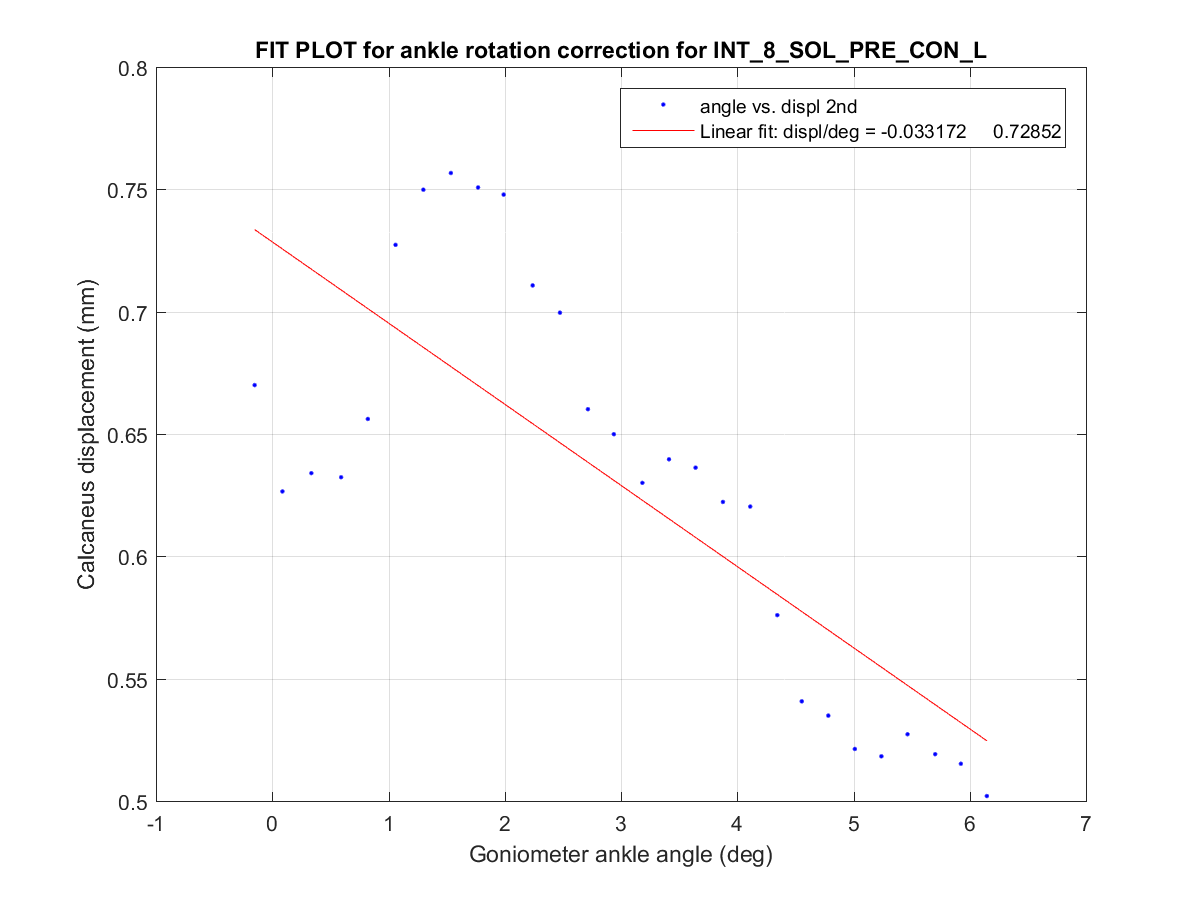 FIT PLOT for ankle rotation correction for INT_8_SOL_PRE_CON_L
angle vs. displ 2nd
Linear fit: displ/deg = -0.033172 0.72852
0.8
0.75
0.7
0.65
0.6
0.55
0.5
Calcaneus displacement (mm)
-1 0 1 2 3 4 5 6 7
Goniometer ankle angle (deg)